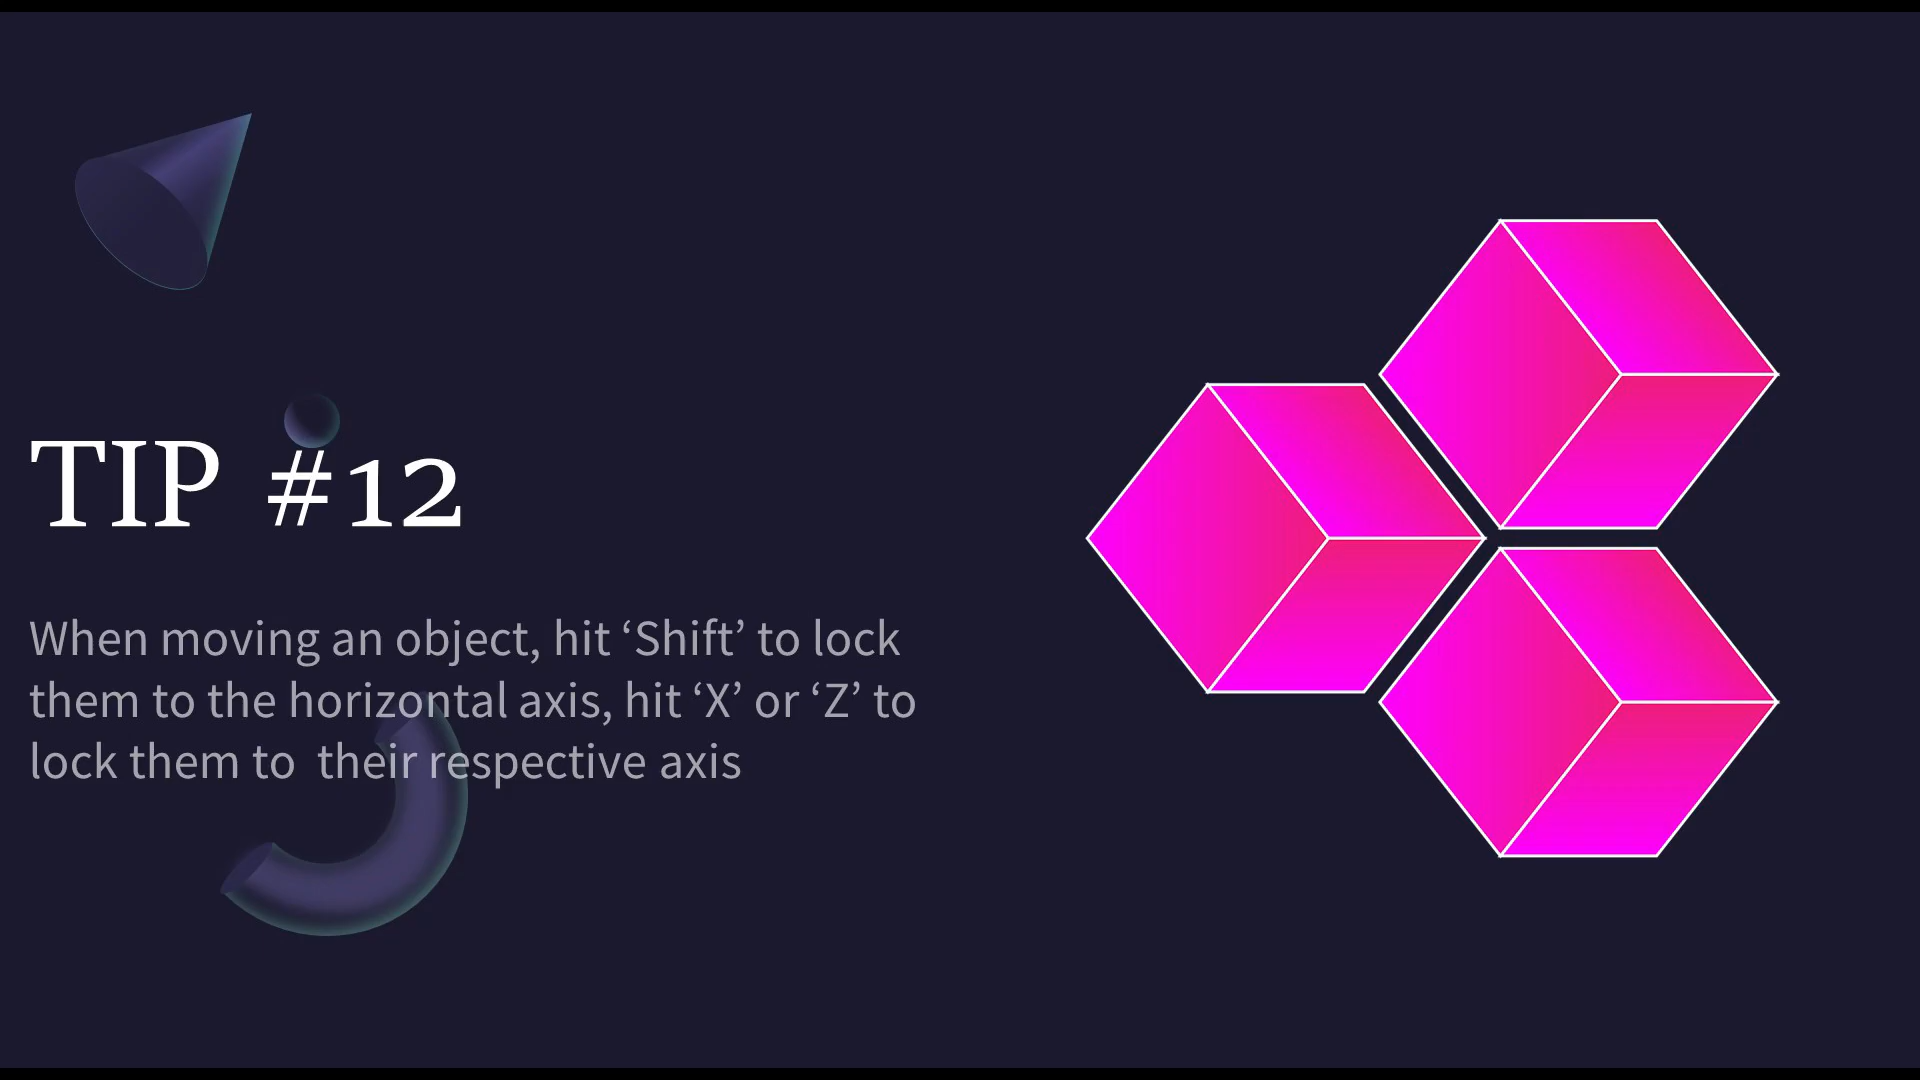 TIP #12
When moving an object, hit ‘Shift’ to lock
them to the horizontal axis, hit ‘X’ or ‘Z’ to
lock them to  their respective axis